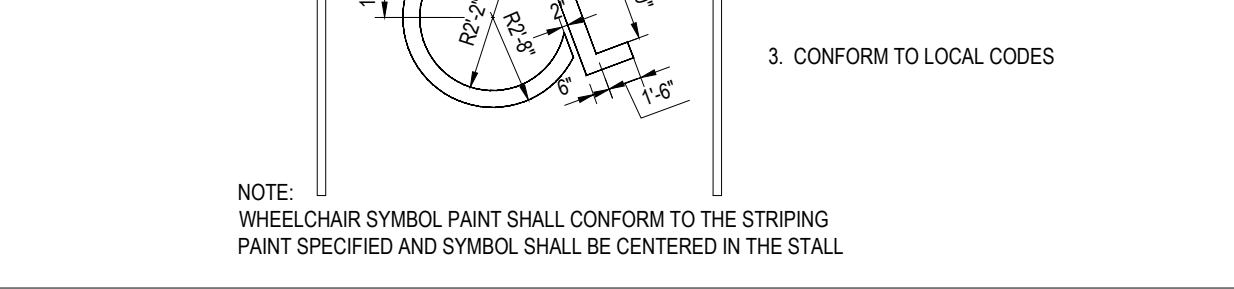 R2'-2"
R2'-8"
2"
6"
1'-6"
3. CONFORM TO LOCAL CODES
NOTE:
WHEELCHAIR SYMBOL PAINT SHALL CONFORM TO THE STRIPING
PAINT SPECIFIED AND SYMBOL SHALL BE CENTERED IN THE STALL